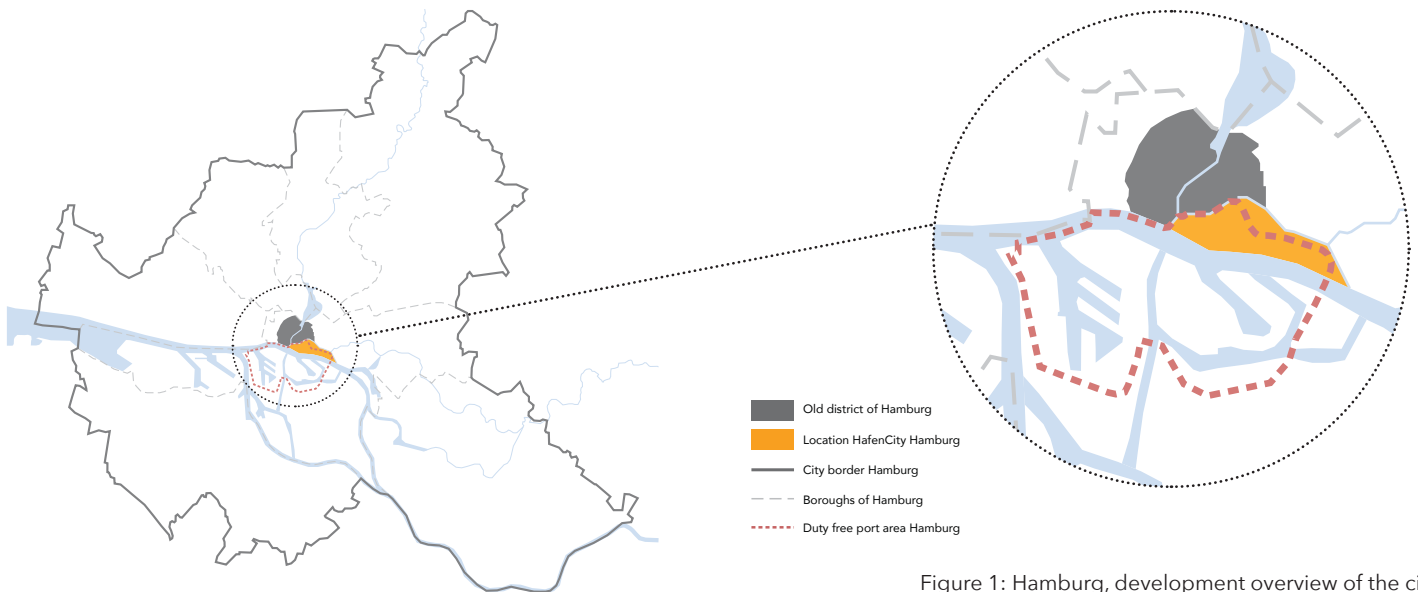 Old district of Hamburg
Location HafenCity Hamburg
City border Hamburg
Boroughs of Hamburg
Duty free port area Hamburg
Figure 1: Hamburg, development overview of the ci